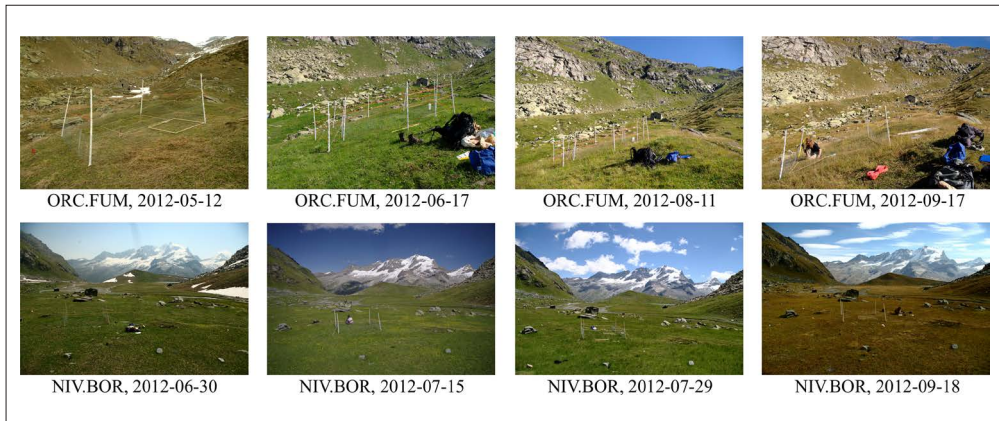 ORC.FUM, 2012-05-12
ORC.FUM, 2012-06-17
ORC.FUM, 2012-08-11
ORC.FUM, 2012-09-17
NIV.BOR, 2012-06-30
NIV.BOR, 2012-07-15
NIV.BOR, 2012-07-29
NIV.BOR, 2012-09-18